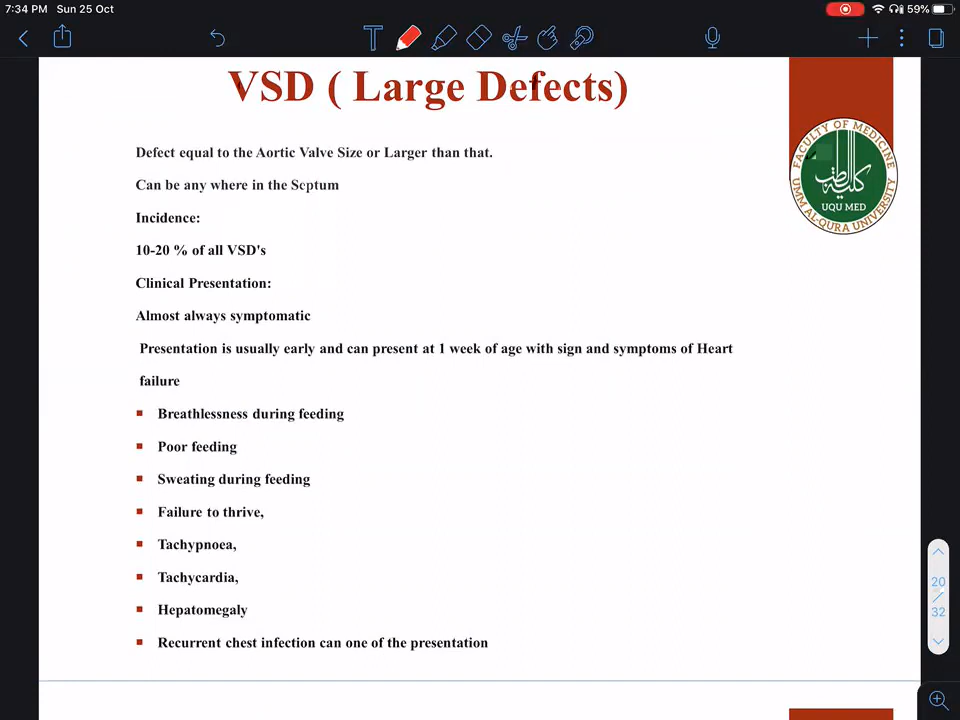 7:34 PM Sun 25 Oct
59%
VSD ( Large Defects)
Defect equal to the Aortic Valve Size or Larger than that.
Can be any where in the Septum
Incidence:
10-20 % of all VSD's
Clinical Presentation:
Almost always symptomatic
Presentation is usually early and can present at 1 week of age with sign and symptoms of Heart
failure
Breathlessness during feeding
Poor feeding
Sweating during feeding
Failure to thrive,
Tachypnoea,
Tachycardia,
Hepatomegaly
Recurrent chest infection can one of the presentation
FACULTY OF MEDICINE
كلية الطب
UQU MED
UMM AL-QURA UNIVERSITY
20
/
32